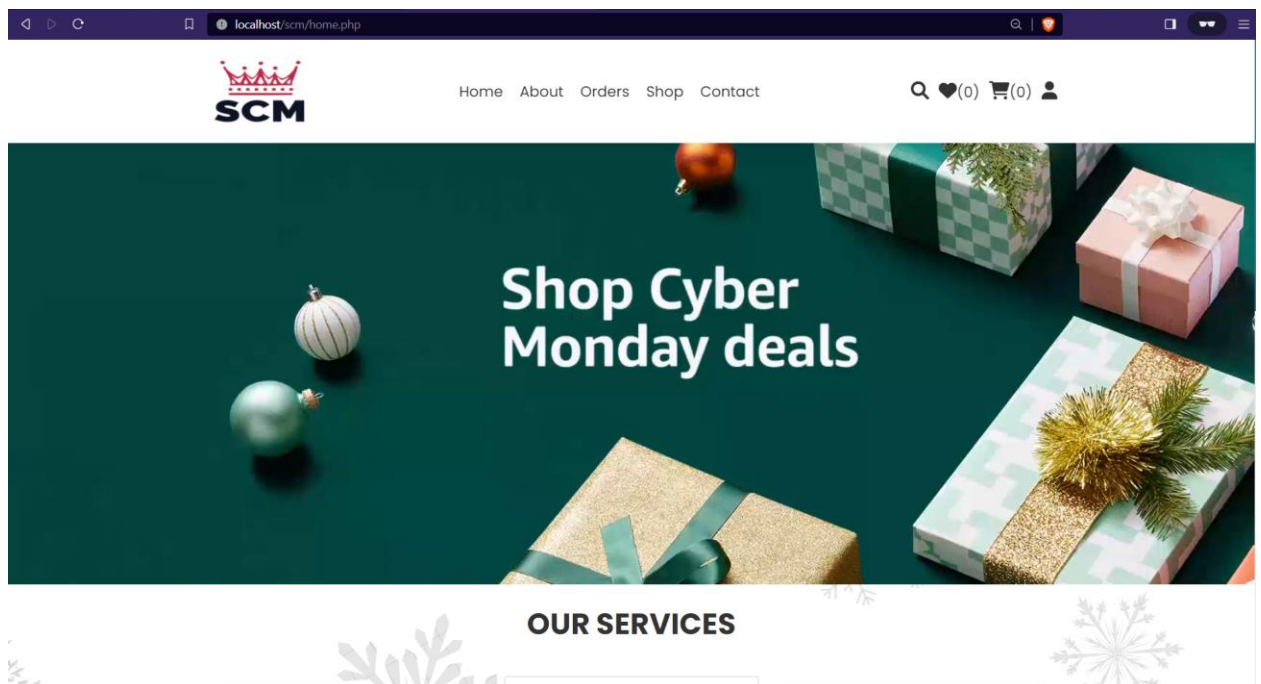 localhost/scm/home.php
SCM
Home About Orders Shop Contact
(0) (0)
Shop Cyber
Monday deals
OUR SERVICES